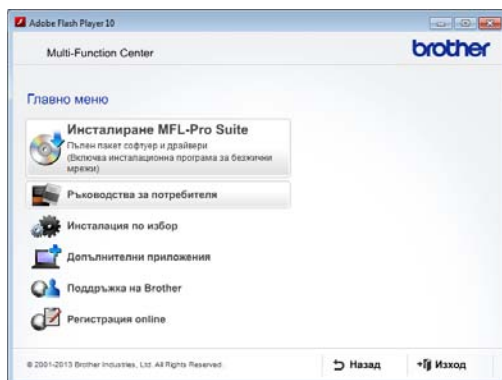 Adobe Flash Player 10
Multi-Function Center
brother
Главно меню
Инсталиране MFL-Pro Suite
Пълен пакет софтуер и драйвери
(Включва инсталационна програма за безжични
мрежи)
Ръководства за потребителя
Инсталация по избор
Допълнителни приложения
Поддръжка на Brother
Регистрация online
© 2001-2013 Brother Industries, Ltd. All Rights Reserved.
Назад
Изход